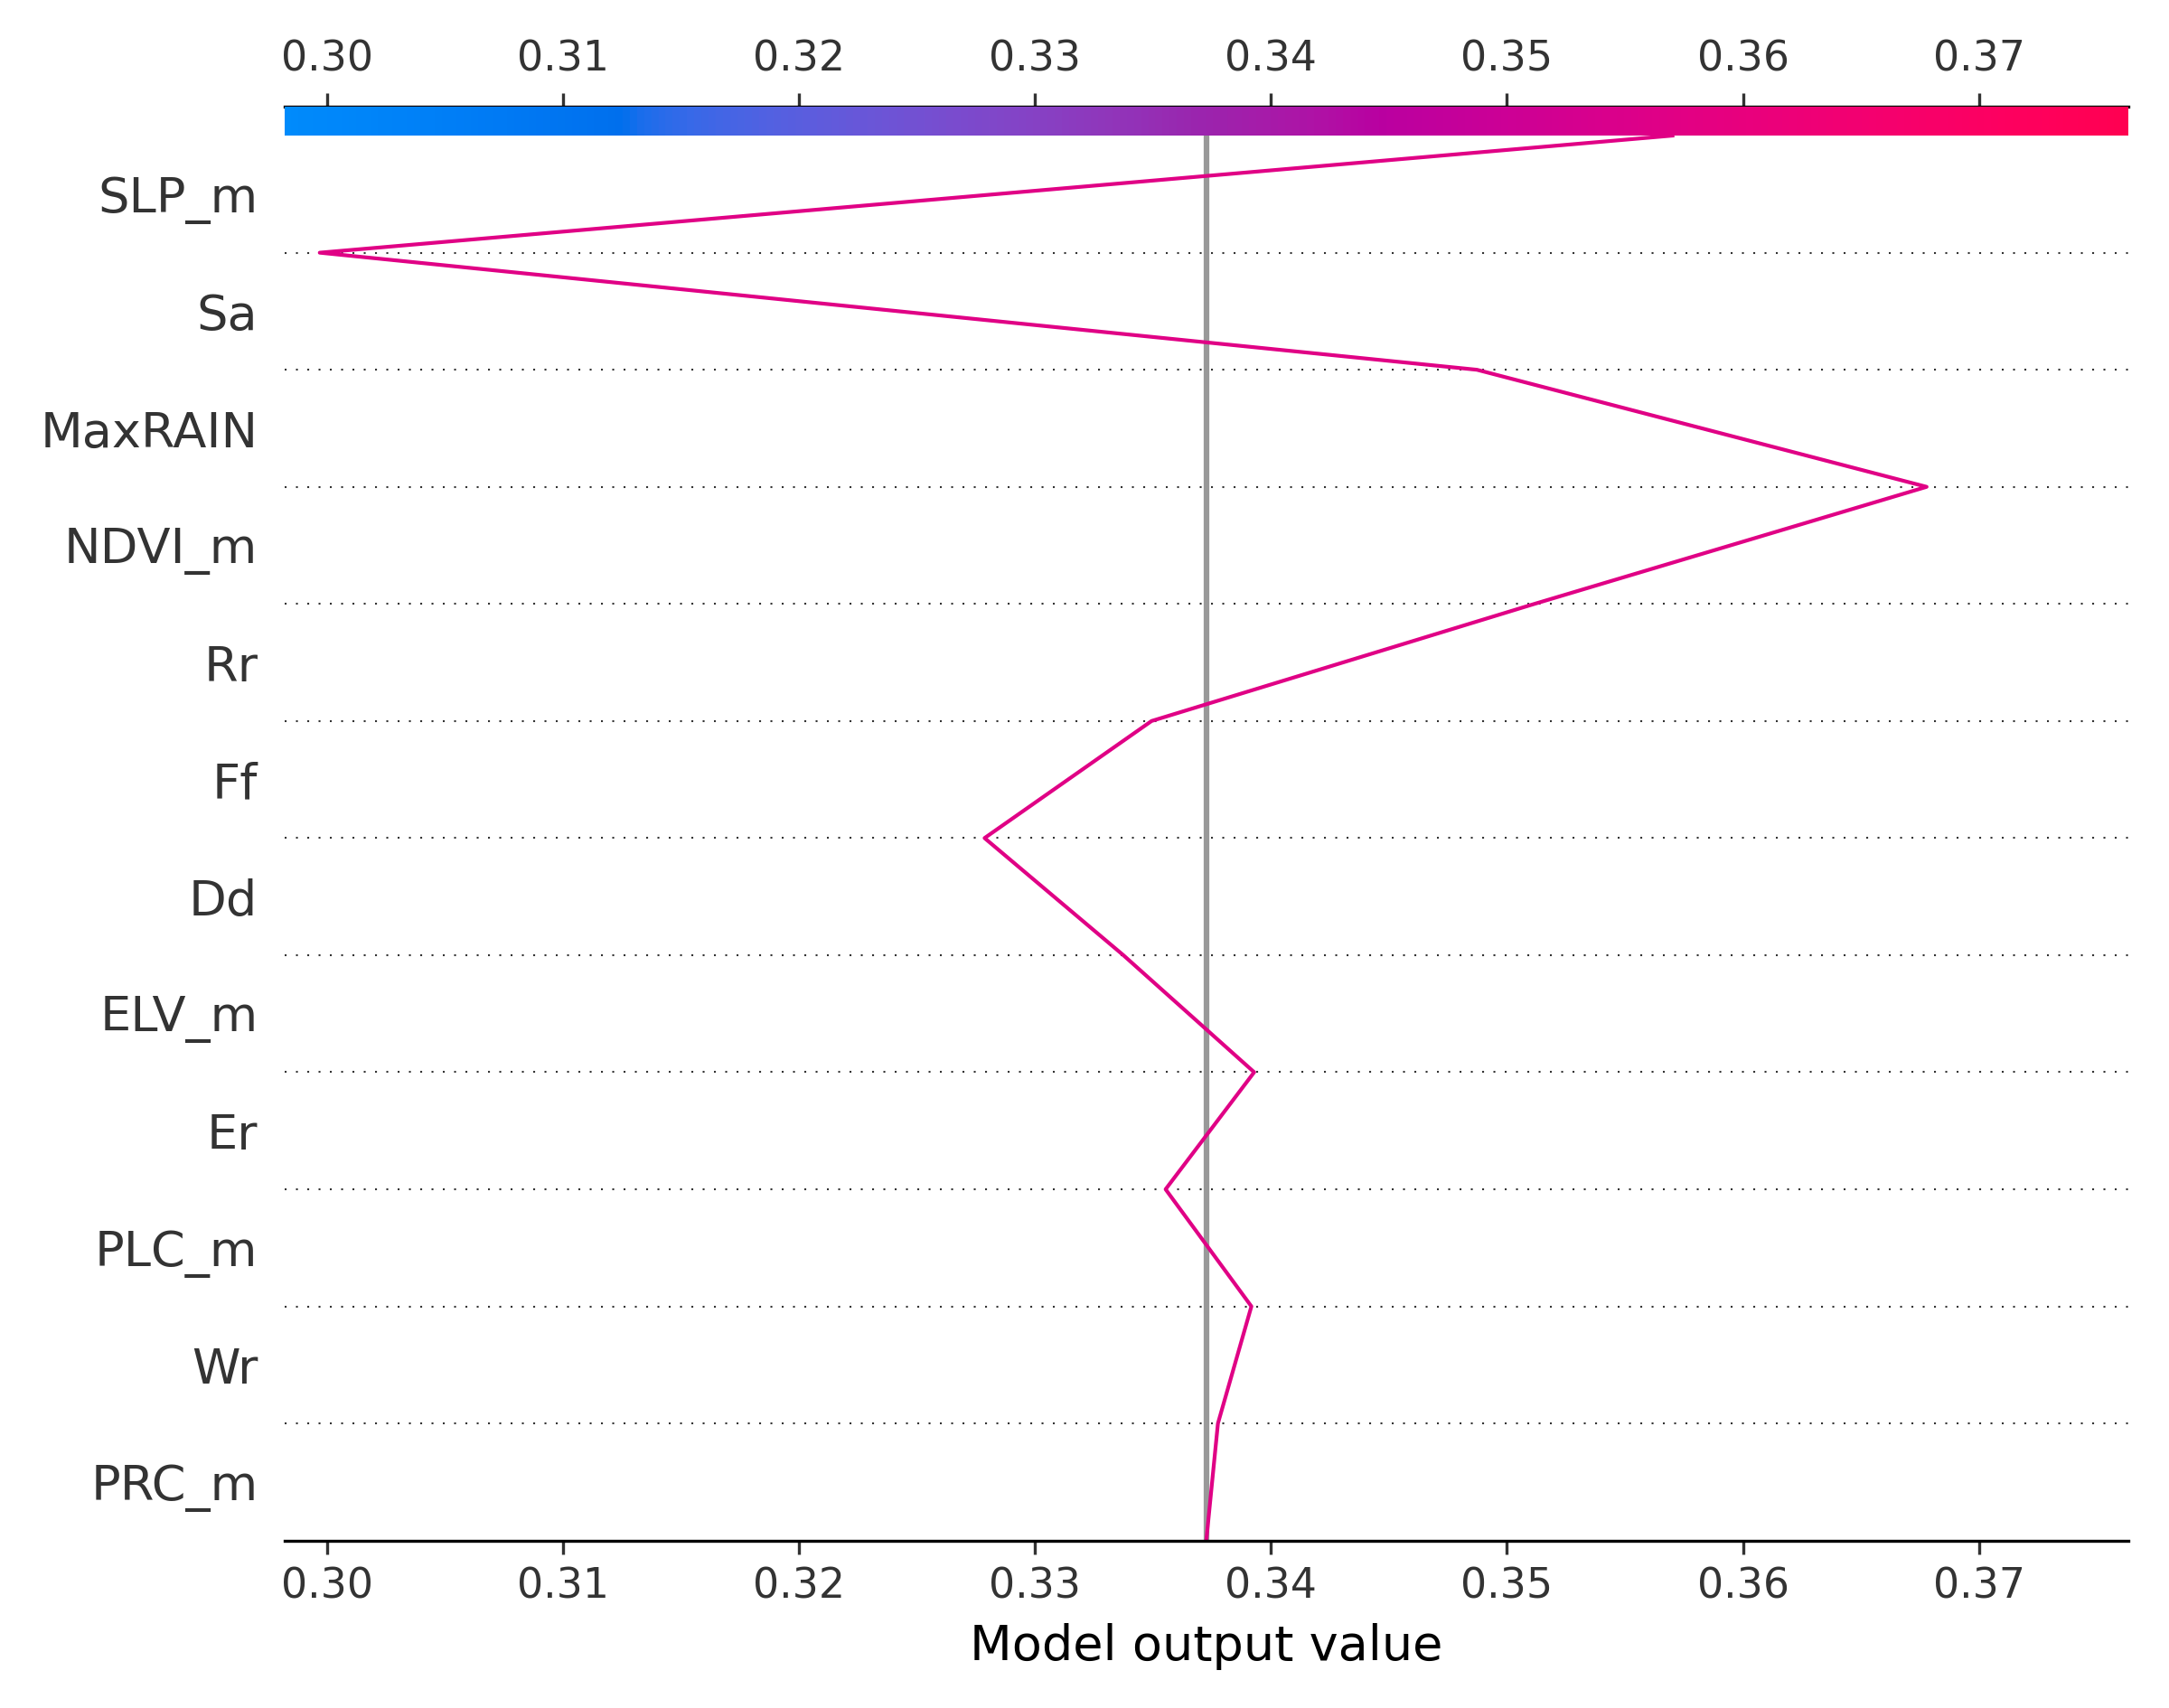 0.30 0.31 0.32 0.33 0.34 0.35 0.36 0.37
SLP_m
Sa
MaxRAIN
NDVI_m
Rr
Ff
Dd
ELV_m
Er
PLC_m
Wr
PRC_m
0.30 0.31 0.32 0.33 0.34 0.35 0.36 0.37
Model output value